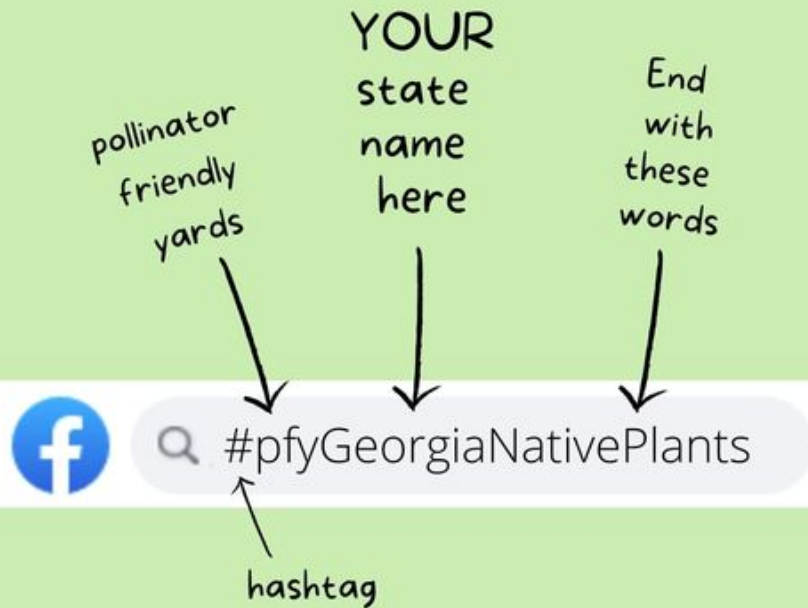 pollinator
friendly
yards
YOUR
state
name
here
End
with
these
words
#pfyGeorgiaNativePlants
hashtag